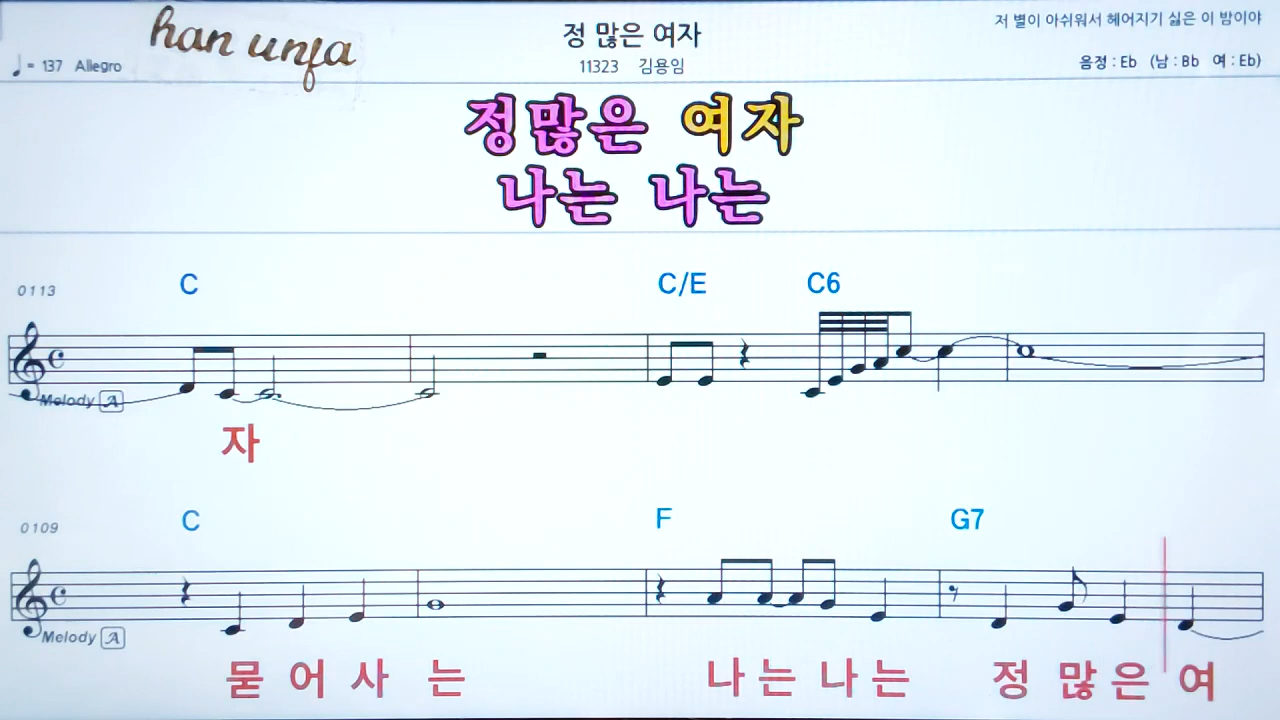 han unja
정 많은 여자
저 별이 아쉬워서 헤어지기 싫은 이 밤이야
♩= 137 Allegro
11323 김용임
음정 : Eb (남 : Bb 여 : Eb)
정많은 여자
나는 나는
0113
C C/E C6
Melody A
자
0109
C F G7
Melody A
묻 어 사 는 나 는 나 는 정 많 은 여